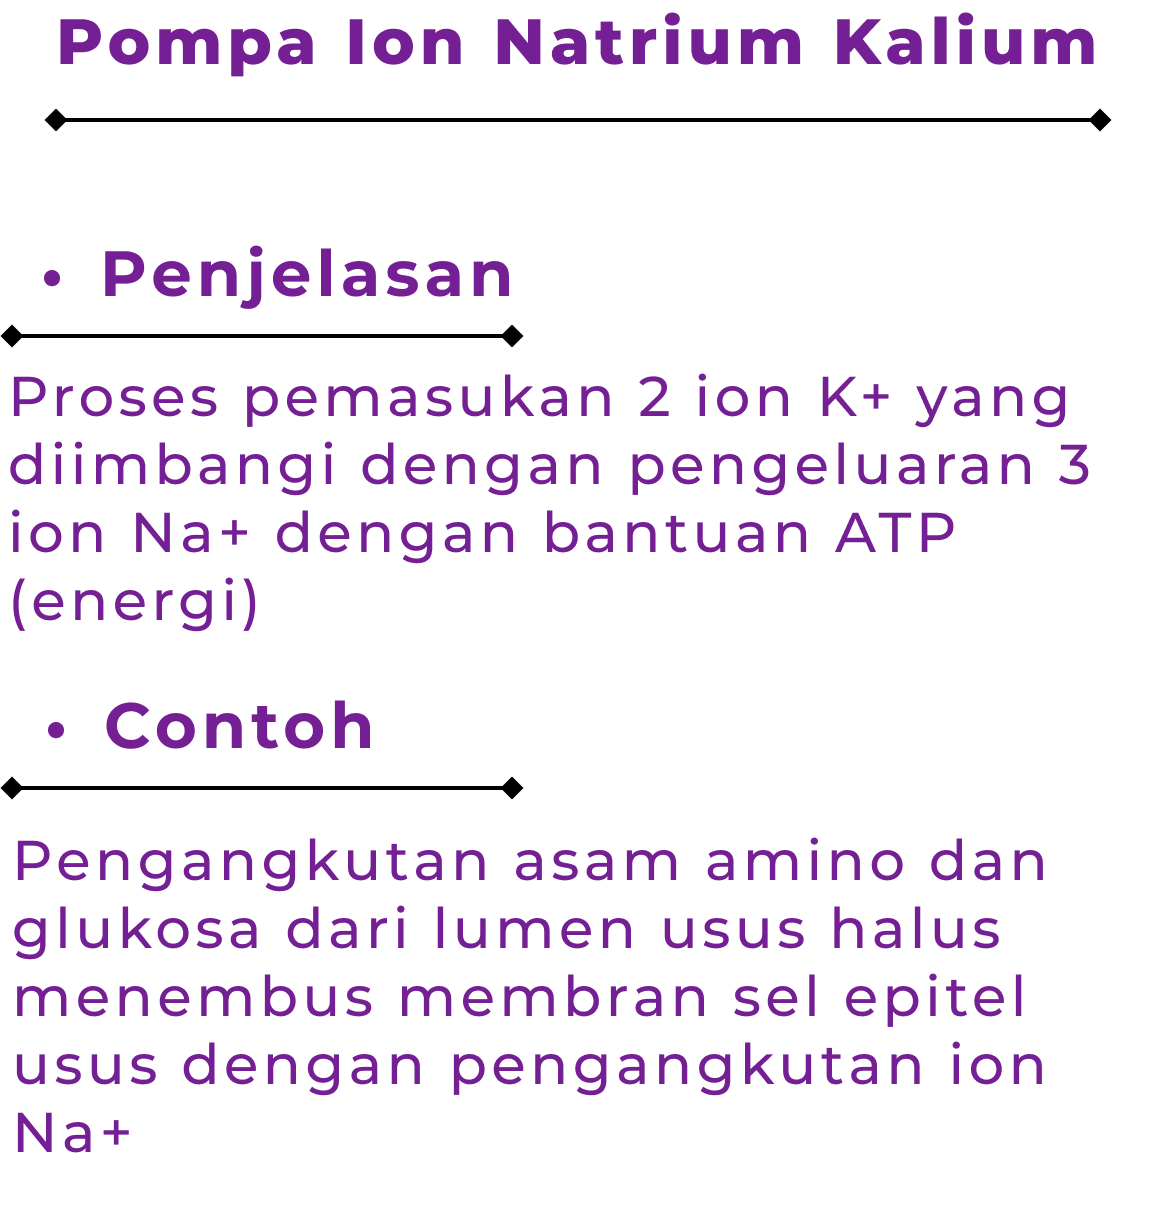 Pompa Ion Natrium Kalium
• Penjelasan
Proses pemasukan 2 ion K+ yang
diimbangi dengan pengeluaran 3
ion Na+ dengan bantuan ATP
(energi)
• Contoh
Pengangkutan asam amino dan
glukosa dari lumen usus halus
menembus membran sel epitel
usus dengan pengangkutan ion
Na+